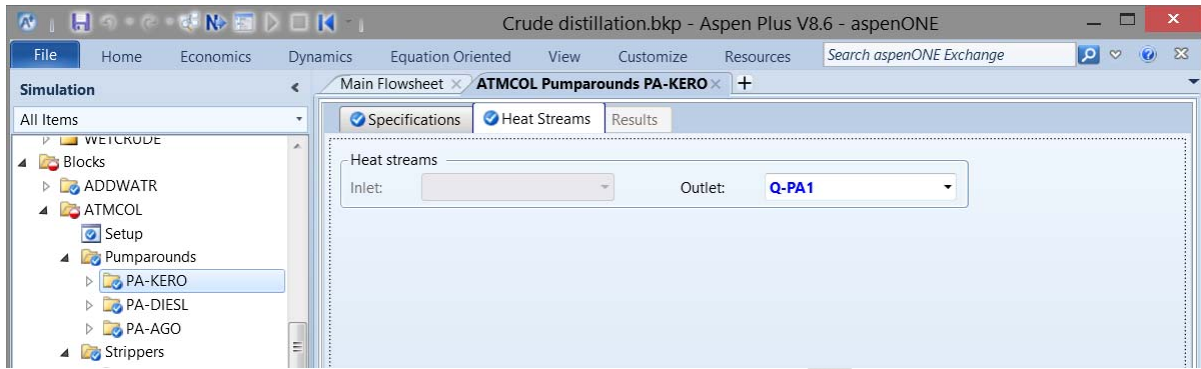 Crude distillation.bkp - Aspen Plus V8.6 - aspenONE
File Home Economics Dynamics Equation Oriented View Customize Resources Search aspenONE Exchange
Simulation
Main Flowsheet ATMCOL Pumparounds PA-KERO
All Items
Specifications Heat Streams Results
WETCRUDE
Blocks
ADDWATR
ATMCOL
Setup
Pumparounds
PA-KERO
PA-DIESL
PA-AGO
Strippers
Heat streams
Inlet: Outlet: Q-PA1